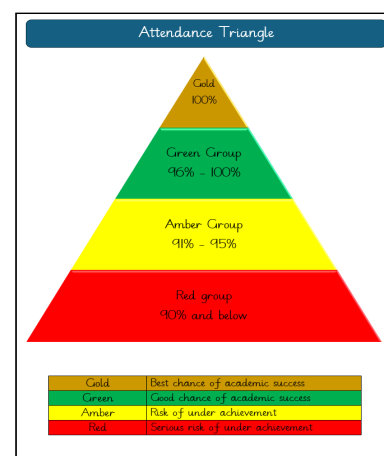 Attendance Triangle
Gold
100%
Green Group
96% - 100%
Amber Group
91% - 95%
Red group
90% and below
Gold Best chance of academic success
Green Good chance of academic success
Amber Risk of under achievement
Red Serious risk of under achievement